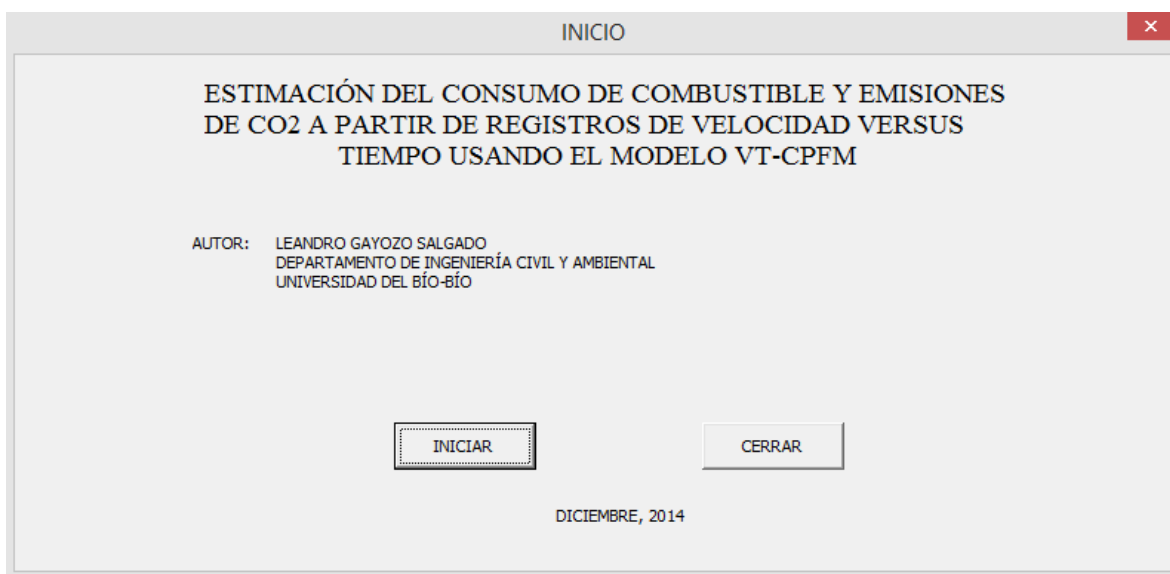 INICIO
ESTIMACIÓN DEL CONSUMO DE COMBUSTIBLE Y EMISIONES
DE CO2 A PARTIR DE REGISTROS DE VELOCIDAD VERSUS
TIEMPO USANDO EL MODELO VT-CPFM
AUTOR: LEANDRO GAYOZO SALGADO
DEPARTAMENTO DE INGENIERÍA CIVIL Y AMBIENTAL
UNIVERSIDAD DEL BÍO-BÍO
INICIAR CERRAR
DICIEMBRE, 2014